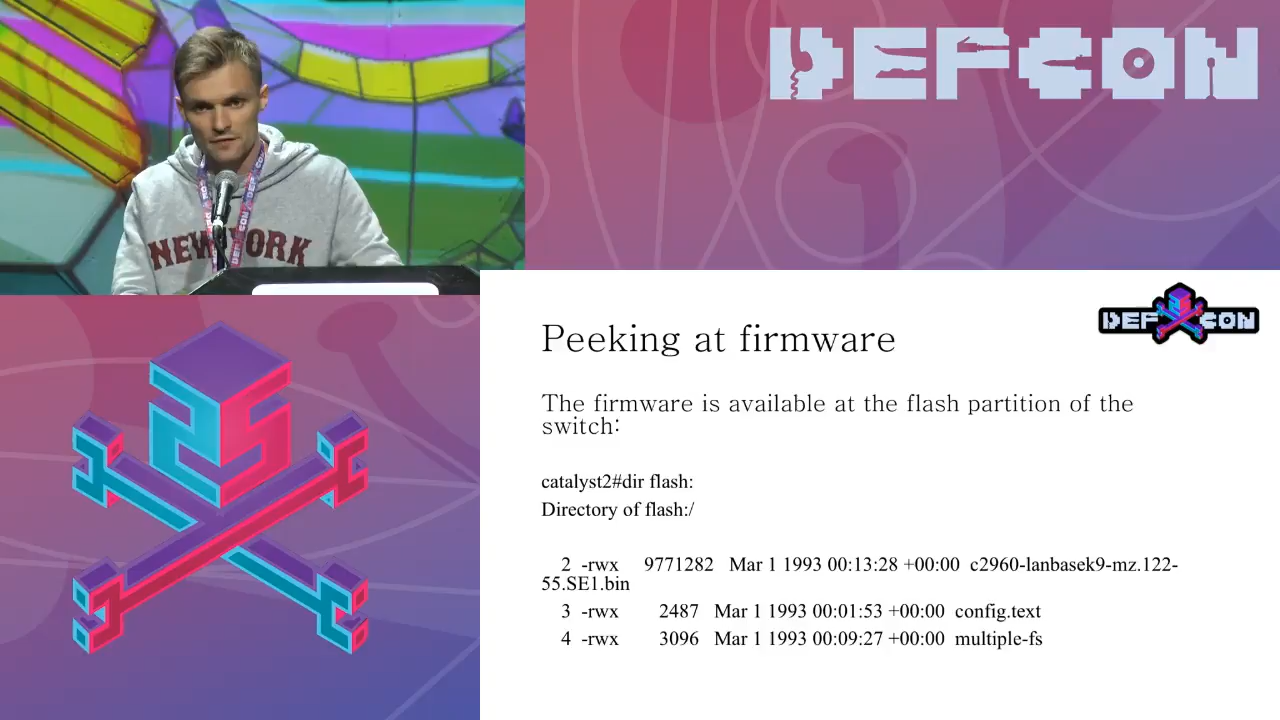 DEFCON
NEW YORK
DEFCON
DEF CON
Peeking at firmware
The firmware is available at the flash partition of the
switch:
catalyst2#dir flash:
Directory of flash:/
2 -rwx 9771282 Mar 1 1993 00:13:28 +00:00 c2960-lanbasek9-mz.122-
55.SE1.bin
3 -rwx 2487 Mar 1 1993 00:01:53 +00:00 config.text
4 -rwx 3096 Mar 1 1993 00:09:27 +00:00 multiple-fs